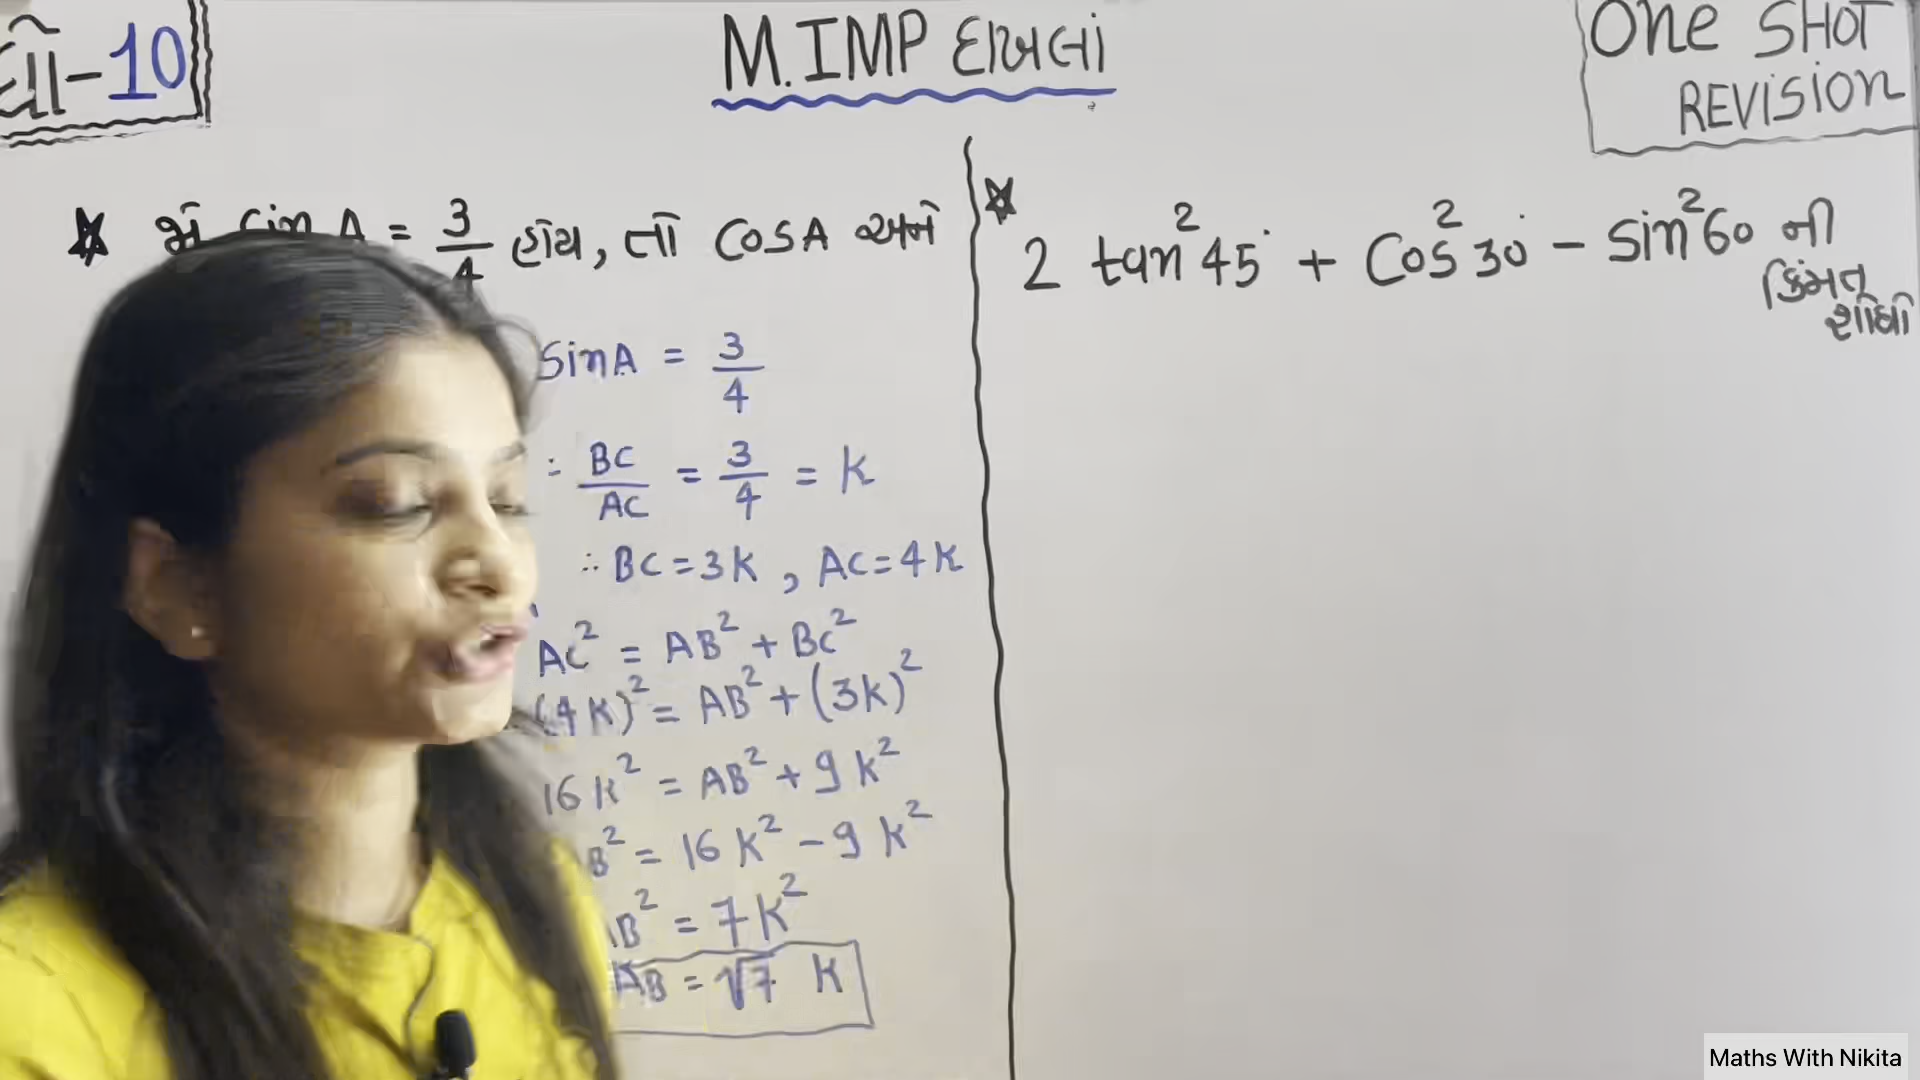 ધો-10
M. IMP દાખલા
ONE SHOT
REVISION
જો sin A = 3/4 હોય, તો COSA અને
SinA = 3/4
∴ BC/AC = 3/4 = K
∴ BC = 3K , AC = 4K
AC² = AB² + BC²
(4K)² = AB² + (3K)²
16K² = AB² + 9K²
B² = 16K² - 9K²
AB² = 7K²
AB = √7 K
2 tan²45° + Cos²30° - Sin²60 ની
કિંમત
શોધો
Maths With Nikita